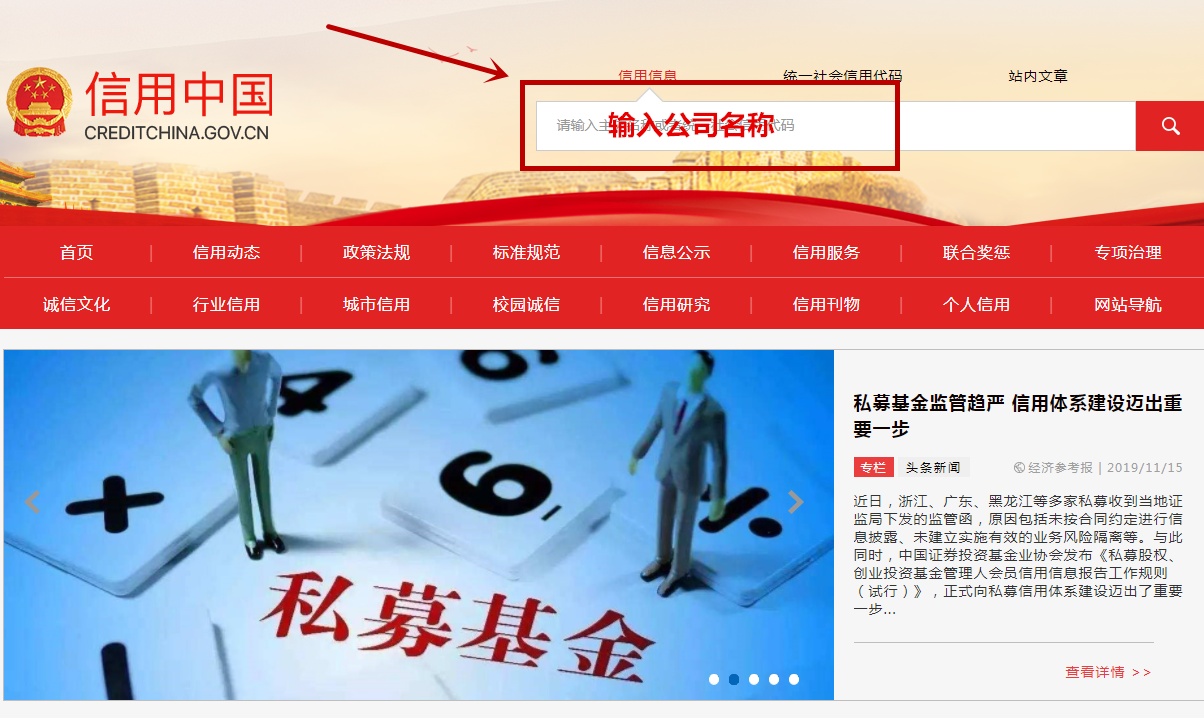 信用中国
CREDITCHINA.GOV.CN
信用信息 统一社会信用代码 站内文章
输入公司名称
首页 | 信用动态 | 政策法规 | 标准规范 | 信息公示 | 信用服务 | 联合奖惩 | 专项治理
诚信文化 | 行业信用 | 城市信用 | 校园诚信 | 信用研究 | 信用刊物 | 个人信用 | 网站导航
私募基金
私募基金监管趋严 信用体系建设迈出重
要一步
专栏 头条新闻 经济参考报 | 2019/11/15
近日，浙江、广东、黑龙江等多家私募收到当地证
监局下发的监管函，原因包括未按合同约定进行信
息披露、未建立实施有效的业务风险隔离等。与此
同时，中国证券投资基金业协会发布《私募股权、
创业投资基金管理人会员信用信息报告工作规则
（试行）》，正式向私募信用体系建设迈出了重要
一步...
查看详情 >>